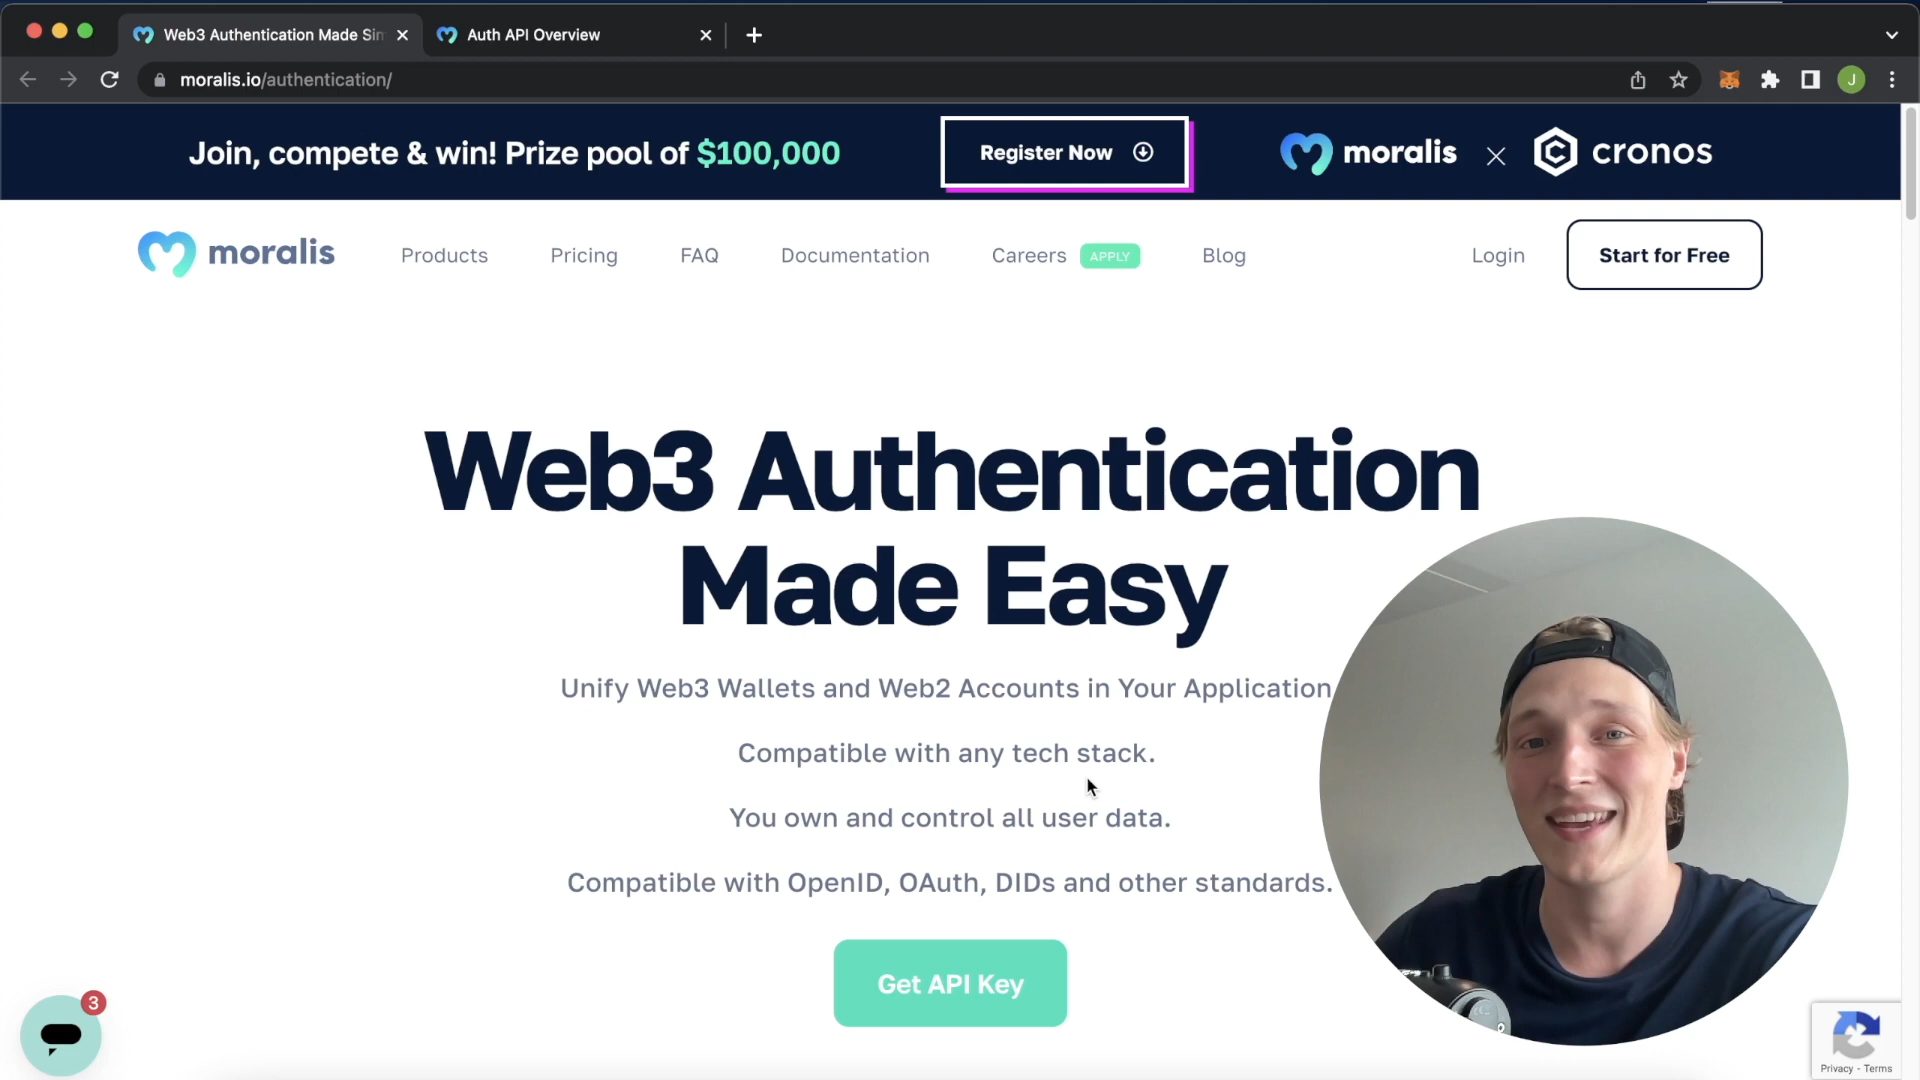 Web3 Authentication Made Sim
Auth API Overview
moralis.io/authentication/
J
Join, compete & win! Prize pool of $100,000
Register Now
moralis
cronos
moralis
Products
Pricing
FAQ
Documentation
Careers
APPLY
Blog
Login
Start for Free
Web3 Authentication
Made Easy
Unify Web3 Wallets and Web2 Accounts in Your Application
Compatible with any tech stack.
You own and control all user data.
Compatible with OpenID, OAuth, DIDs and other standards.
Get API Key
3
Privacy - Terms